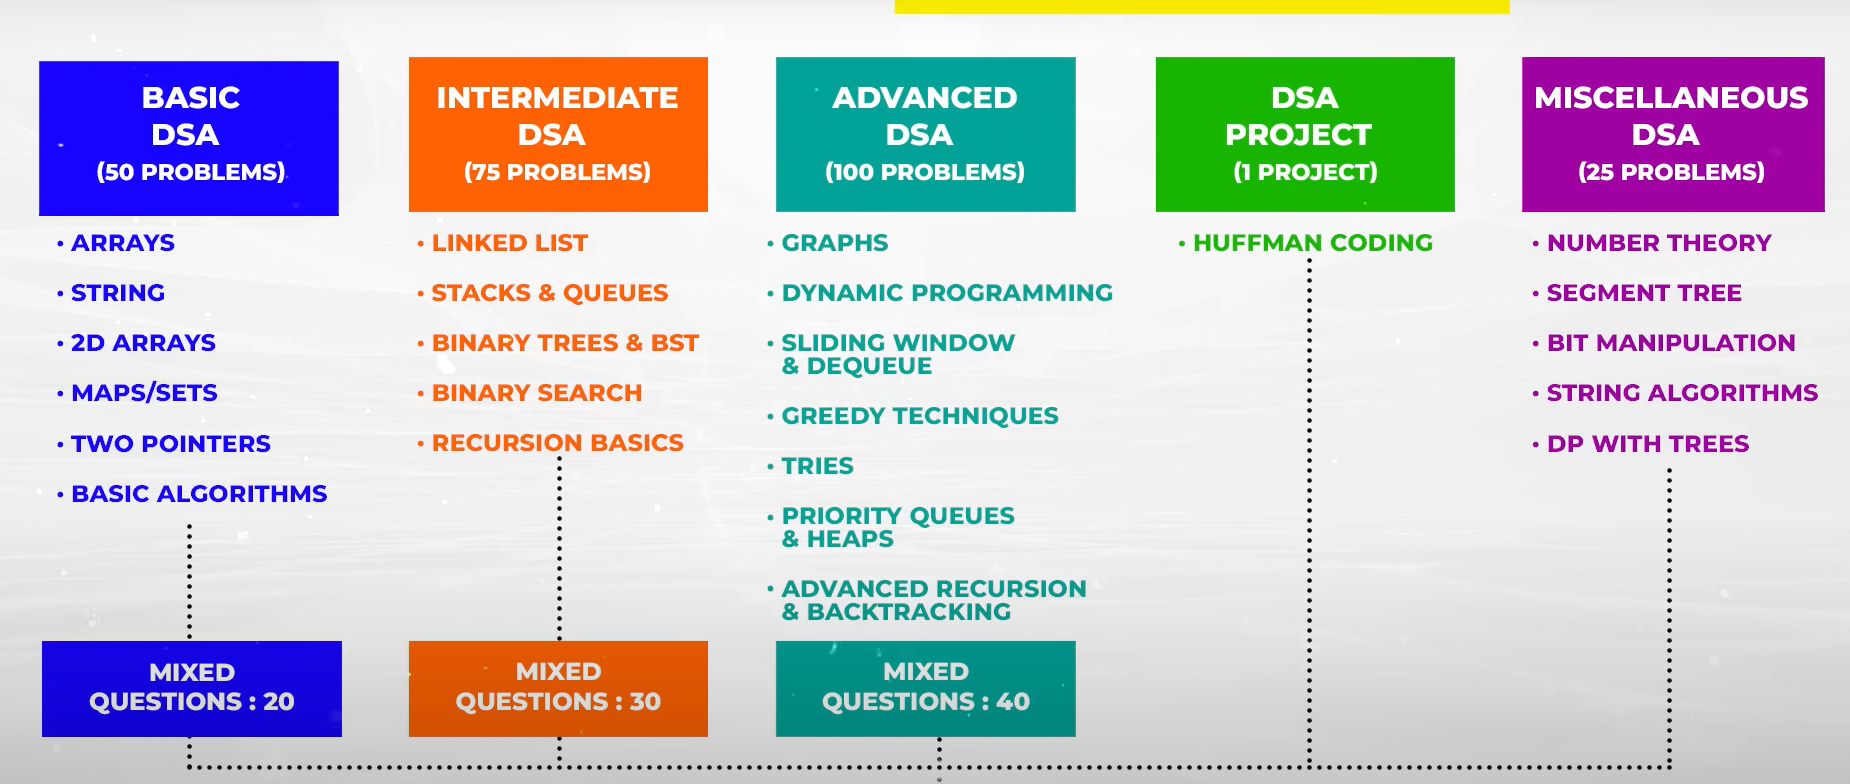 BASIC
DSA
(50 PROBLEMS)
• ARRAYS
• STRING
• 2D ARRAYS
• MAPS/SETS
• TWO POINTERS
• BASIC ALGORITHMS
MIXED
QUESTIONS : 20
INTERMEDIATE
DSA
(75 PROBLEMS)
• LINKED LIST
• STACKS & QUEUES
• BINARY TREES & BST
• BINARY SEARCH
• RECURSION BASICS
MIXED
QUESTIONS : 30
ADVANCED
DSA
(100 PROBLEMS)
• GRAPHS
• DYNAMIC PROGRAMMING
• SLIDING WINDOW
& DEQUEUE
• GREEDY TECHNIQUES
• TRIES
• PRIORITY QUEUES
& HEAPS
• ADVANCED RECURSION
& BACKTRACKING
MIXED
QUESTIONS : 40
DSA
PROJECT
(1 PROJECT)
• HUFFMAN CODING
MISCELLANEOUS
DSA
(25 PROBLEMS)
• NUMBER THEORY
• SEGMENT TREE
• BIT MANIPULATION
• STRING ALGORITHMS
• DP WITH TREES